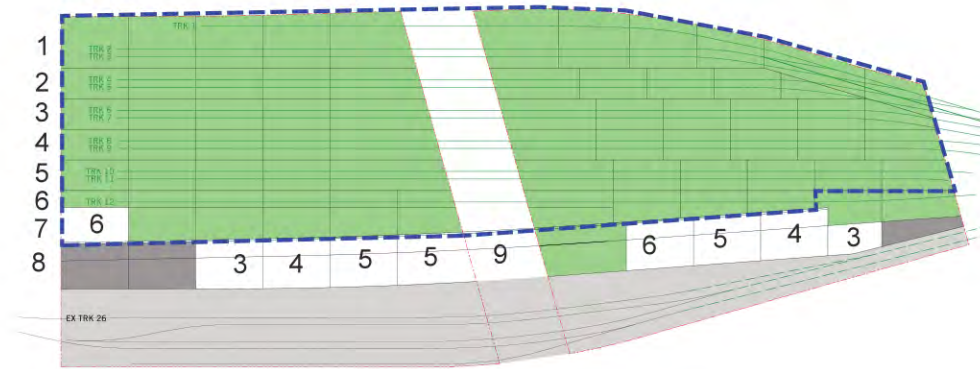 TRK 1
1
TRK 2
TRK 3
2
TRK 4
TRK 5
3
TRK 6
TRK 7
4
TRK 8
TRK 9
5
TRK 10
TRK 11
6
TRK 12
7
6
8
3 4 5 5 9 6 5 4 3
EX TRK 26